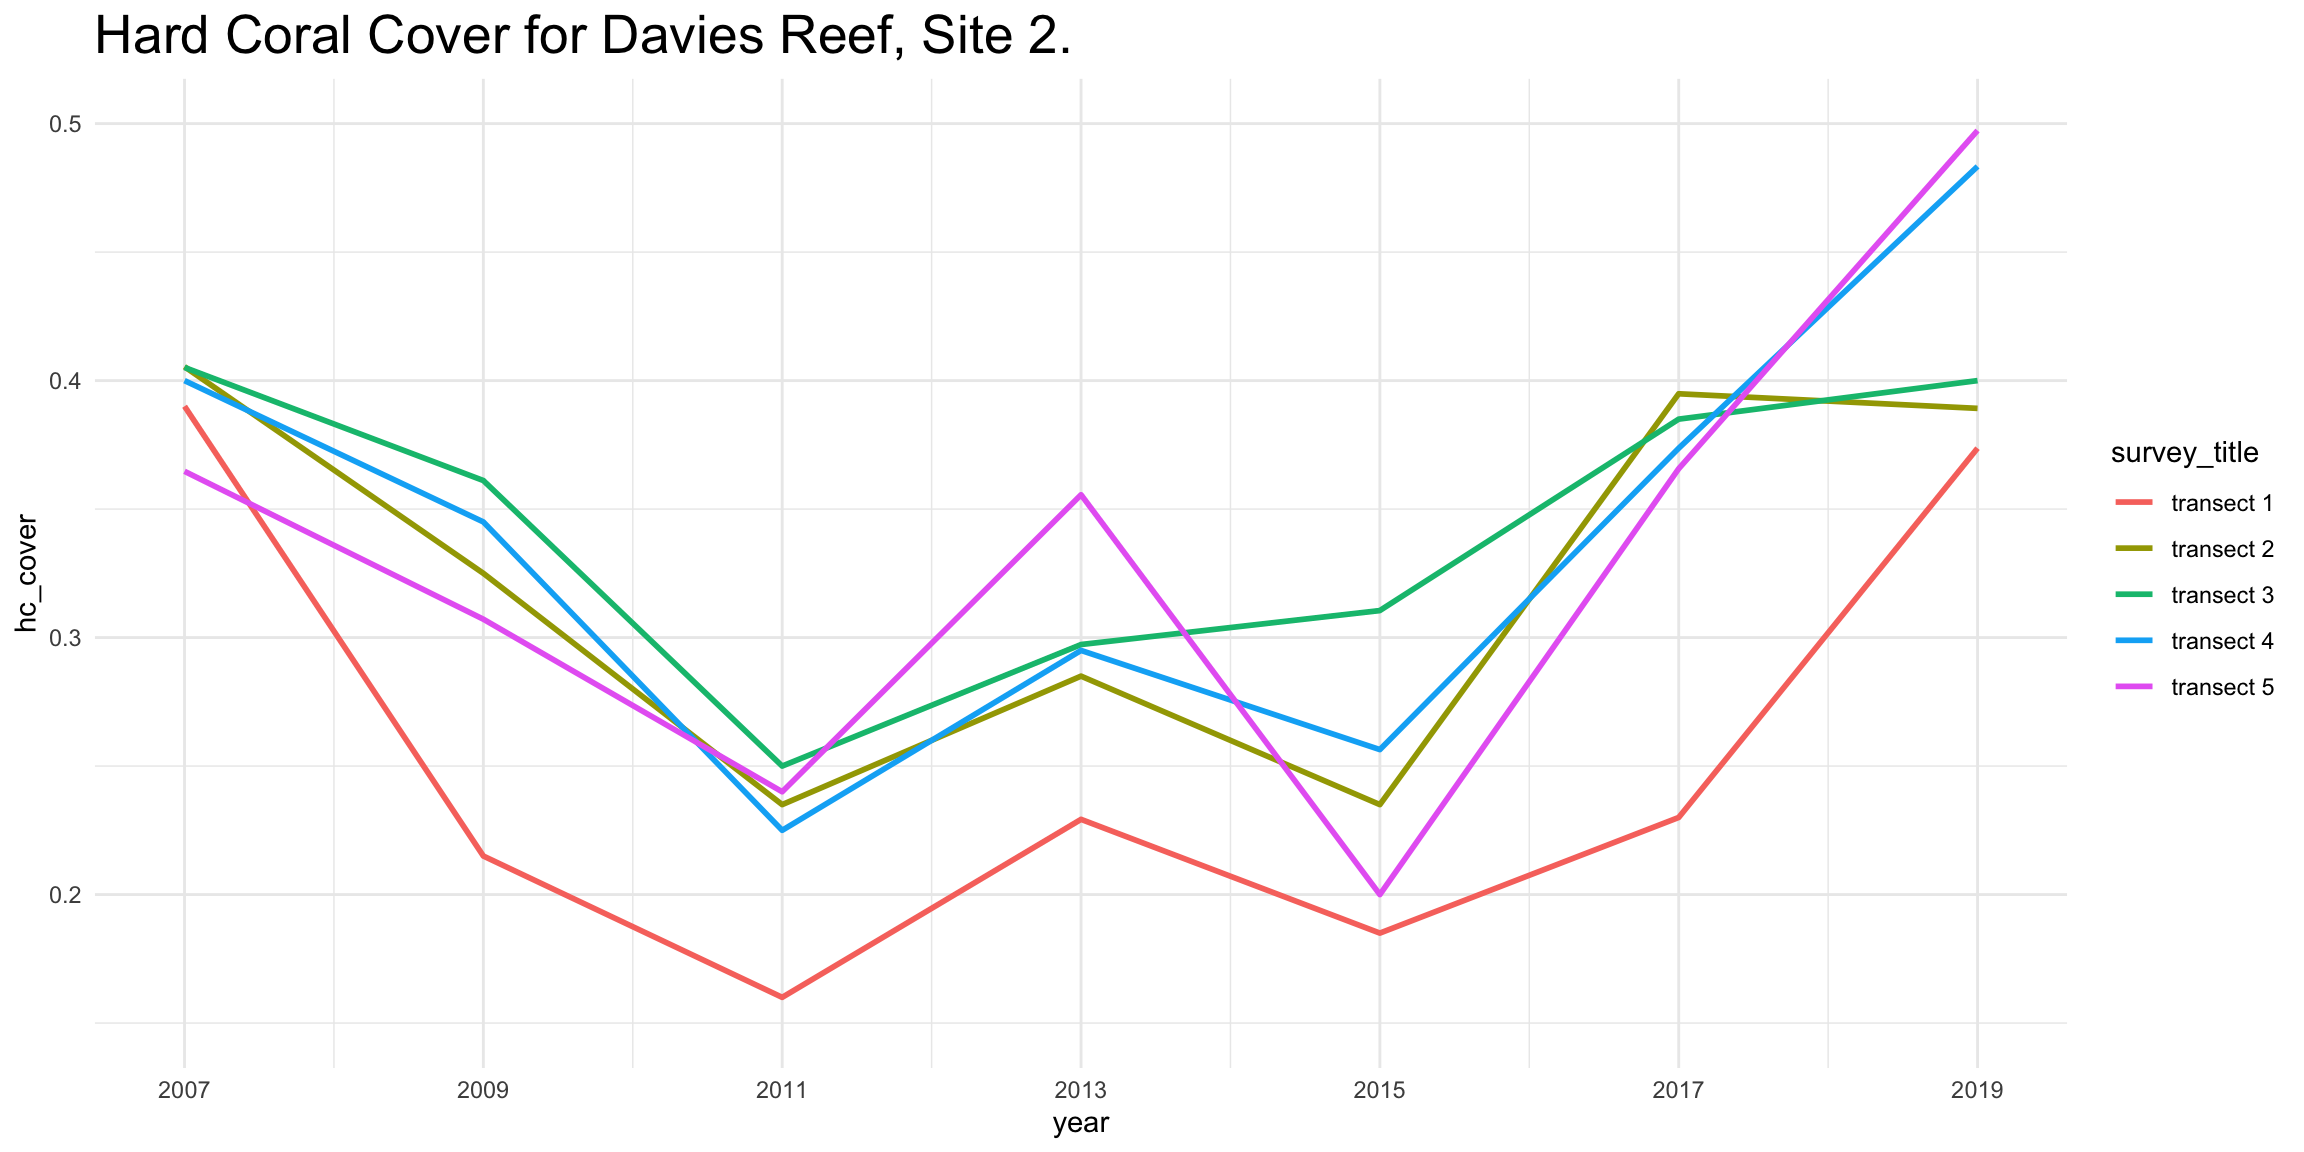 Hard Coral Cover for Davies Reef, Site 2.
0.5
0.4
0.3
0.2
hc_cover
2007 2009 2011 2013 2015 2017 2019
year
survey_title
transect 1
transect 2
transect 3
transect 4
transect 5